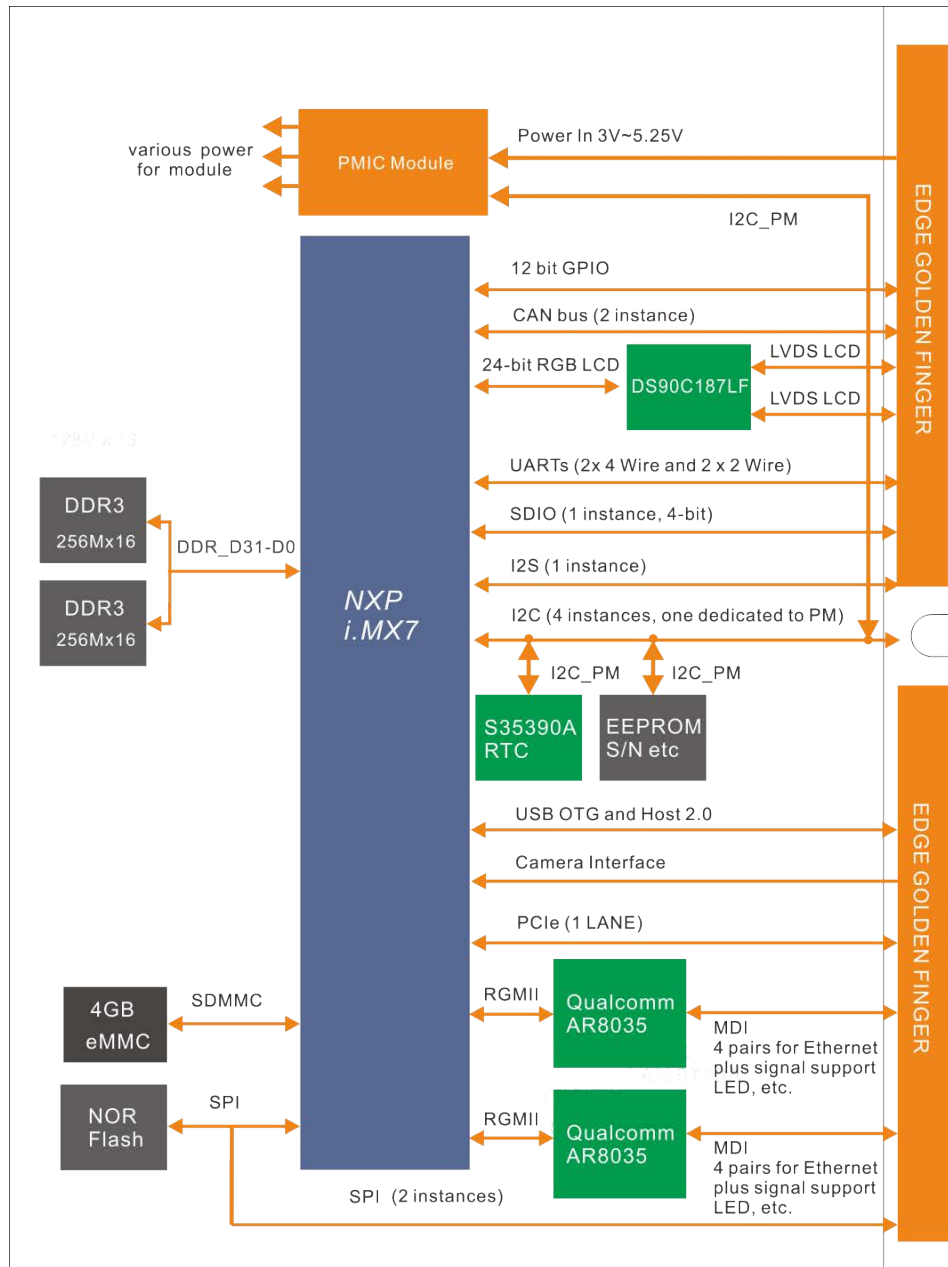 Power In 3V~5.25V
various power
for module
PMIC Module
I2C_PM
EDGE GOLDEN FINGER
12 bit GPIO
CAN bus (2 instance)
24-bit RGB LCD
DS90C187LF
LVDS LCD
LVDS LCD
UARTs (2x 4 Wire and 2 x 2 Wire)
SDIO (1 instance, 4-bit)
I2S (1 instance)
I2C (4 instances, one dedicated to PM)
DDR3
256Mx16
DDR_D31-D0
DDR3
256Mx16
NXP
i.MX7
I2C_PM
I2C_PM
S35390A
RTC
EEPROM
S/N etc
USB OTG and Host 2.0
Camera Interface
PCIe (1 LANE)
EDGE GOLDEN FINGER
4GB
eMMC
SDMMC
RGMII
Qualcomm
AR8035
MDI
4 pairs for Ethernet
plus signal support
LED, etc.
NOR
Flash
SPI
RGMII
Qualcomm
AR8035
MDI
4 pairs for Ethernet
plus signal support
LED, etc.
SPI (2 instances)